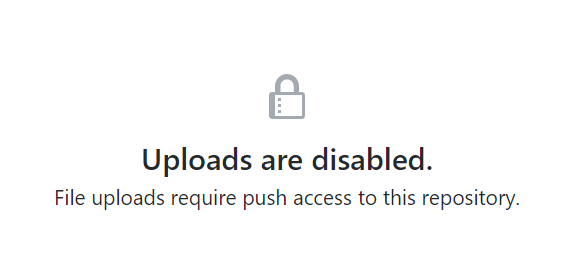 Uploads are disabled.
File uploads require push access to this repository.